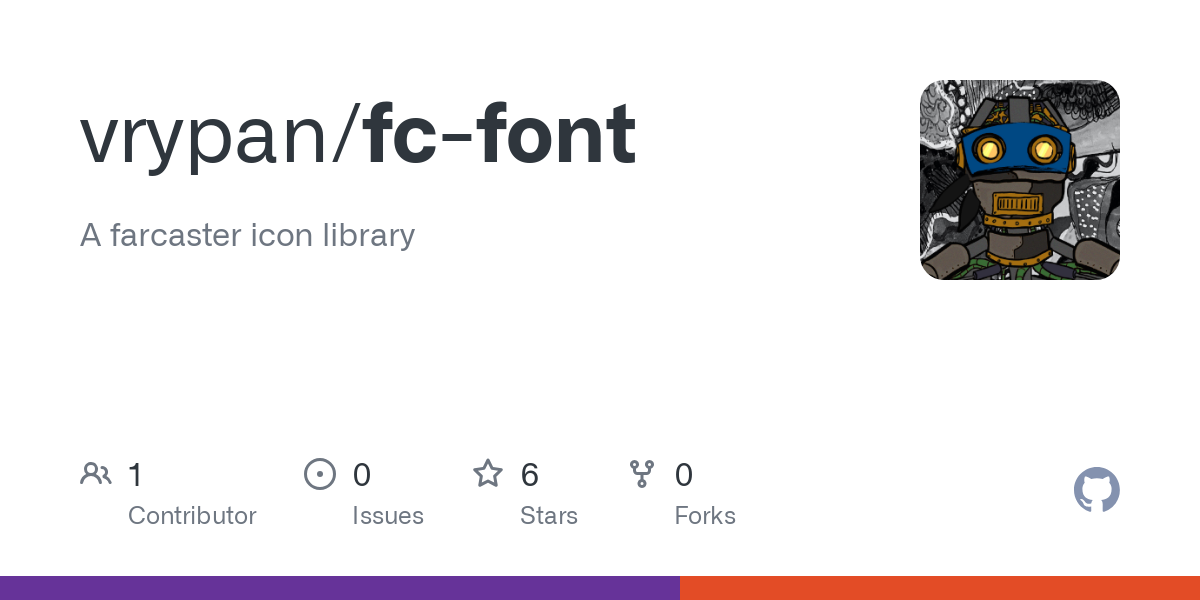 vrypan/fc-font
A farcaster icon library
1
Contributor
0
Issues
6
Stars
0
Forks